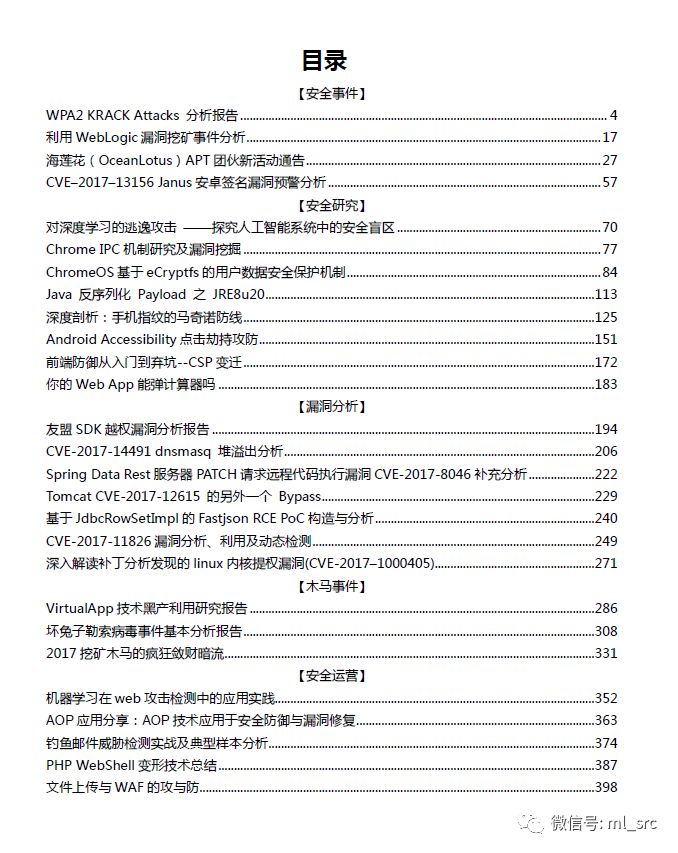 目录
【安全事件】
WPA2 KRACK Attacks 分析报告 4
利用 WebLogic 漏洞挖矿事件分析 17
海莲花（OceanLotus）APT 团伙新活动通告 27
CVE–2017–13156 Janus 安卓签名漏洞预警分析 57
【安全研究】
对深度学习的逃逸攻击 ——探究人工智能系统中的安全盲区 70
Chrome IPC 机制研究及漏洞挖掘 77
ChromeOS 基于 eCryptfs 的用户数据安全保护机制 84
Java 反序列化 Payload 之 JRE8u20 113
深度剖析：手机指纹的马奇诺防线 125
Android Accessibility 点击劫持攻防 151
前端防御从入门到弃坑--CSP 变迁 172
你的 Web App 能弹计算器吗 183
【漏洞分析】
友盟 SDK 越权漏洞分析报告 194
CVE-2017-14491 dnsmasq 堆溢出分析 206
Spring Data Rest 服务器 PATCH 请求远程代码执行漏洞 CVE-2017-8046 补充分析 222
Tomcat CVE-2017-12615 的另外一个 Bypass 229
基于 JdbcRowSetImpl 的 Fastjson RCE PoC 构造与分析 240
CVE-2017-11826 漏洞分析、利用及动态检测 249
深入解读补丁分析发现的 linux 内核提权漏洞(CVE-2017–1000405) 271
【木马事件】
VirtualApp 技术黑产利用研究报告 286
坏兔子勒索病毒事件基本分析报告 308
2017 挖矿木马的疯狂敛财暗流 331
【安全运营】
机器学习在 web 攻击检测中的应用实践 352
AOP 应用分享：AOP 技术应用于安全防御与漏洞修复 363
钓鱼邮件威胁检测实战及典型样本分析 374
PHP WebShell 变形技术总结 387
文件上传与 WAF 的攻与防 398
微信号: ml_src